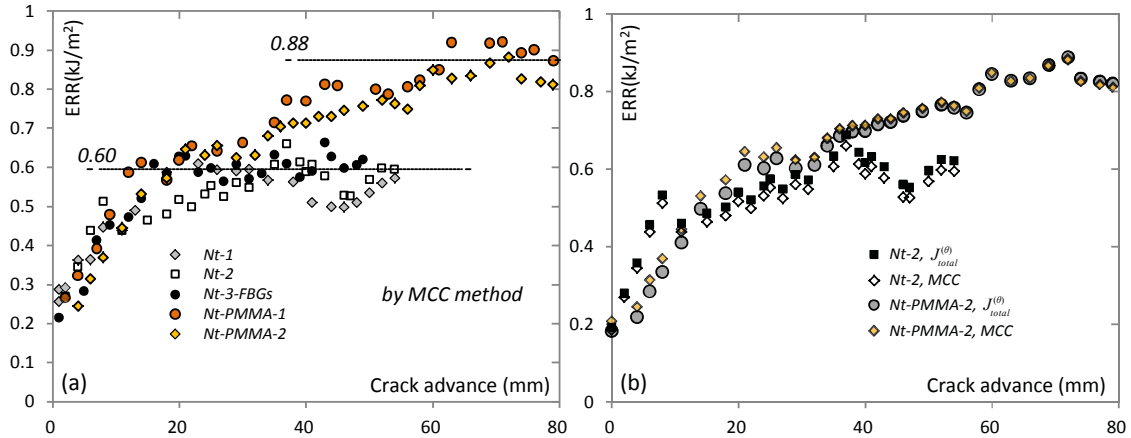 ERR(kJ/m²)
1
0.9
0.8
0.7
0.6
0.5
0.4
0.3
0.2
0.1
0
0.88
0.60
Nt-1
Nt-2
Nt-3-FBGs
Nt-PMMA-1
Nt-PMMA-2
by MCC method
(a)
Crack advance (mm)
0 20 40 60 80
ERR(kJ/m²)
1
0.8
0.6
0.4
0.2
0
Nt-2, J_total^(θ)
Nt-2, MCC
Nt-PMMA-2, J_total^(θ)
Nt-PMMA-2, MCC
(b)
Crack advance (mm)
0 20 40 60 80